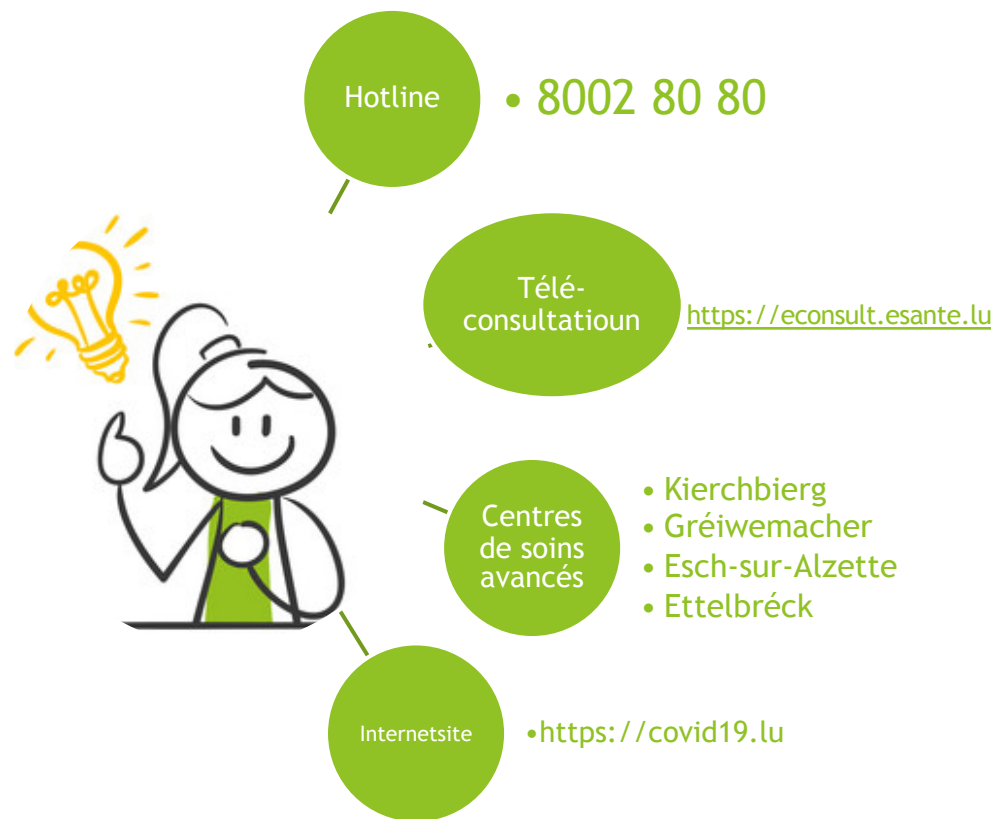 Hotline
• 8002 80 80
Télé-
consultatioun
https://econsult.esante.lu
Centres
de soins
avancés
• Kierchbierg
• Gréiwemacher
• Esch-sur-Alzette
• Ettelbréck
Internetsite
•https://covid19.lu